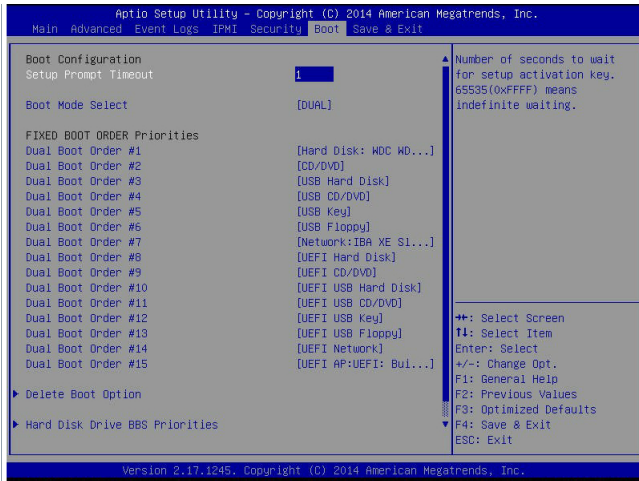 Aptio Setup Utility – Copyright (C) 2014 American Megatrends, Inc.
Main Advanced Event Logs IPMI Security Boot Save & Exit
Boot Configuration
Setup Prompt Timeout 1
Boot Mode Select [DUAL]
FIXED BOOT ORDER Priorities
Dual Boot Order #1 [Hard Disk: WDC WD...]
Dual Boot Order #2 [CD/DVD]
Dual Boot Order #3 [USB Hard Disk]
Dual Boot Order #4 [USB CD/DVD]
Dual Boot Order #5 [USB Key]
Dual Boot Order #6 [USB Floppy]
Dual Boot Order #7 [Network:IBA XE Sl...]
Dual Boot Order #8 [UEFI Hard Disk]
Dual Boot Order #9 [UEFI CD/DVD]
Dual Boot Order #10 [UEFI USB Hard Disk]
Dual Boot Order #11 [UEFI USB CD/DVD]
Dual Boot Order #12 [UEFI USB Key]
Dual Boot Order #13 [UEFI USB Floppy]
Dual Boot Order #14 [UEFI Network]
Dual Boot Order #15 [UEFI AP:UEFI: Bui...]
Delete Boot Option
Hard Disk Drive BBS Priorities
Number of seconds to wait
for setup activation key.
65535(0xFFFF) means
indefinite waiting.
→←: Select Screen
↑↓: Select Item
Enter: Select
+/-: Change Opt.
F1: General Help
F2: Previous Values
F3: Optimized Defaults
F4: Save & Exit
ESC: Exit
Version 2.17.1245. Copyright (C) 2014 American Megatrends, Inc.